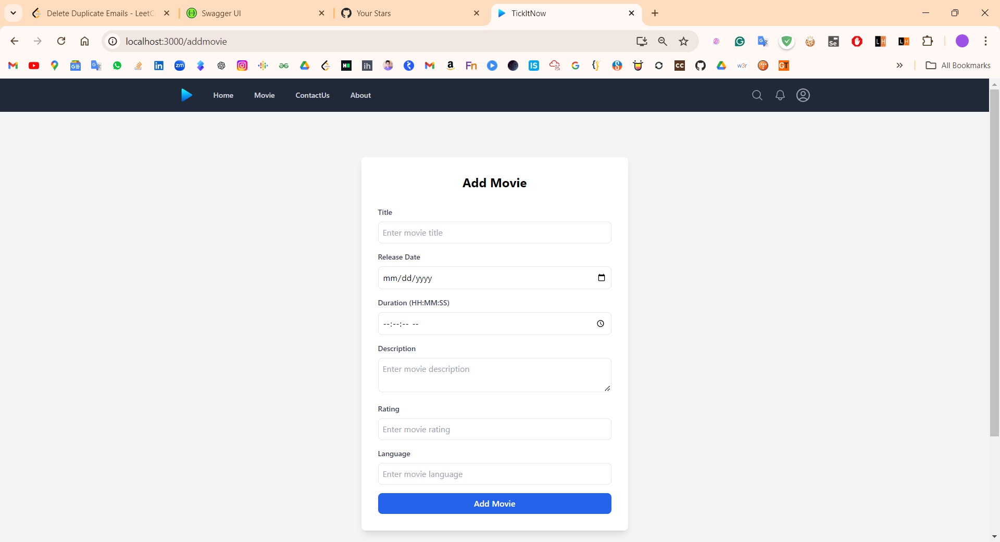 Delete Duplicate Emails - LeetC
Swagger UI
Your Stars
TickItNow
localhost:3000/addmovie
All Bookmarks
Home
Movie
ContactUs
About
Add Movie
Title
Enter movie title
Release Date
mm/dd/yyyy
Duration (HH:MM:SS)
--:--:-- --
Description
Enter movie description
Rating
Enter movie rating
Language
Enter movie language
Add Movie